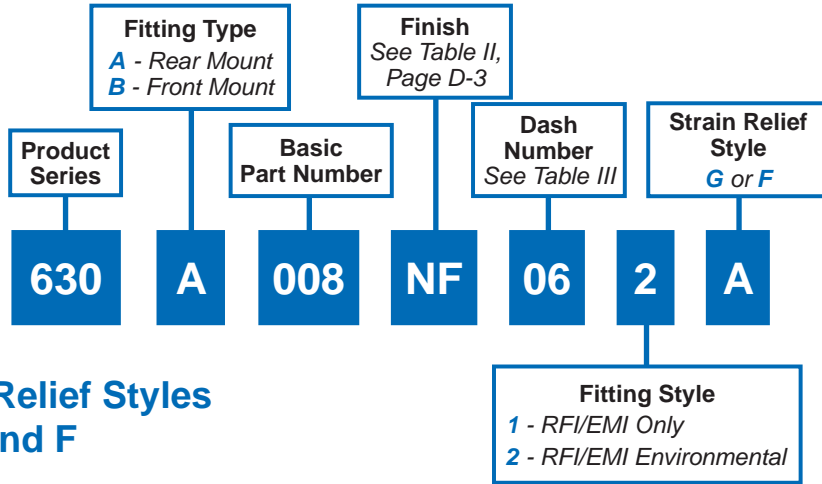 Fitting Type
A - Rear Mount
B - Front Mount
Finish
See Table II,
Page D-3
Product
Series
Basic
Part Number
Dash
Number
See Table III
Strain Relief
Style
G or F
630
A
008
NF
06
2
A
Relief Styles
nd F
Fitting Style
1 - RFI/EMI Only
2 - RFI/EMI Environmental